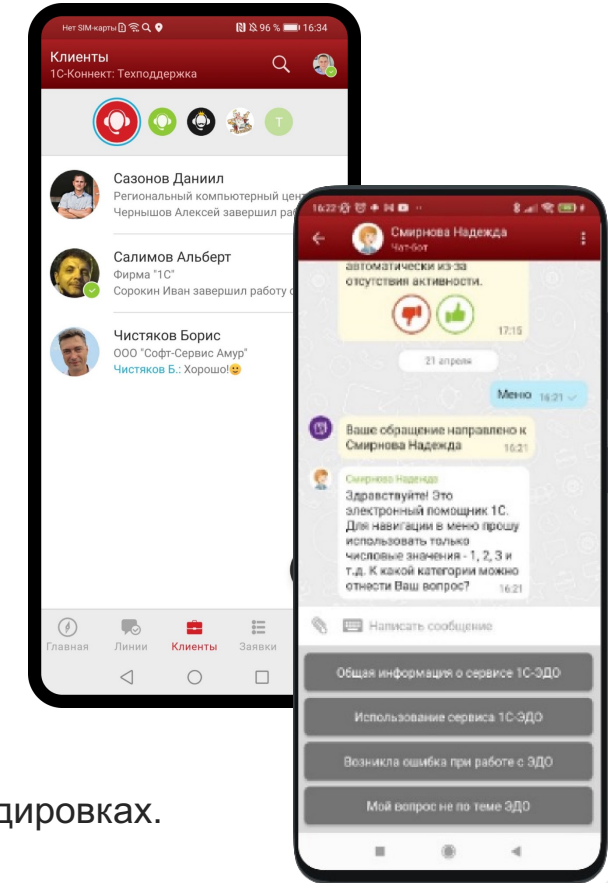 Нет SIM-карты 96 % 16:34
Клиенты
1С-Коннект: Техподдержка
Т
Сазонов Даниил
Региональный компьютерный
Чернышов Алексей завершил
Салимов Альберт
Фирма "1С"
Сорокин Иван завершил работу
Чистяков Борис
ООО "Софт-Сервис Амур"
Чистяков Б.: Хорошо!
Главная Линии Клиенты Заявки
16:22
Смирнова Надежда
Чат-бот
автоматически из-за
отсутствия активности.
17:15
21 апреля
Меню 16:21
Ваше обращение направлено к
Смирнова Надежда 16:21
Смирнова Надежда
Здравствуйте! Это
электронный помощник 1С.
Для навигации в меню прошу
использовать только
числовые значения - 1, 2, 3 и
т.д. К какой категории можно
отнести Ваш вопрос? 16:21
Написать сообщение
Общая информация о сервисе 1С-ЭДО
Использование сервиса 1С-ЭДО
Возникла ошибка при работе с ЭДО
Мой вопрос не по теме ЭДО
дировках.